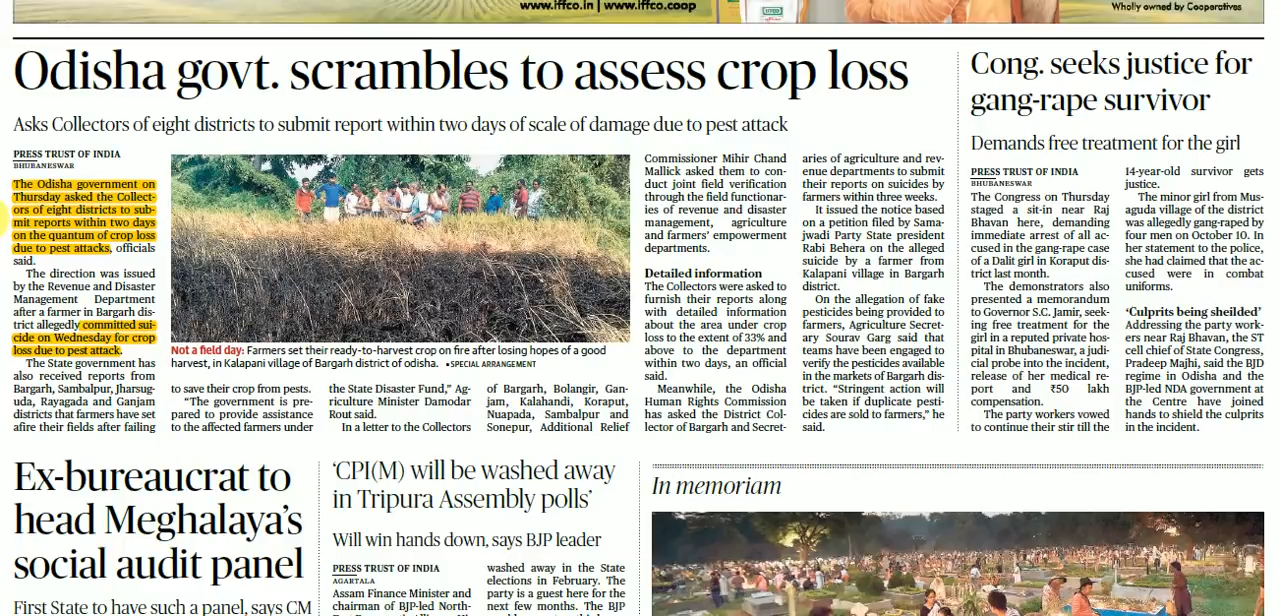 www.iffco.in | www.iffco.coop
Wholly owned by Cooperatives
Odisha govt. scrambles to assess crop loss
Asks Collectors of eight districts to submit report within two days of scale of damage due to pest attack
PRESS TRUST OF INDIA
BHUBANESWAR
The Odisha government on
Thursday asked the Collect-
ors of eight districts to sub-
mit reports within two days
on the quantum of crop loss
due to pest attacks, officials
said.
The direction was issued
by the Revenue and Disaster
Management Department
after a farmer in Bargarh dis-
trict allegedly committed sui-
cide on Wednesday for crop
loss due to pest attack.
The State government has
also received reports from
Bargarh, Sambalpur, Jharsug-
uda, Rayagada and Ganjam
districts that farmers have set
afire their fields after failing
Not a field day: Farmers set their ready-to-harvest crop on fire after losing hopes of a good
harvest, in Kalapani village of Bargarh district of odisha. •SPECIAL ARRANGEMENT
to save their crop from pests.
“The government is pre-
pared to provide assistance
to the affected farmers under
the State Disaster Fund,” Ag-
riculture Minister Damodar
Rout said.
In a letter to the Collectors
of Bargarh, Bolangir, Gan-
jam, Kalahandi, Koraput,
Nuapada, Sambalpur and
Sonepur, Additional Relief
Commissioner Mihir Chand
Mallick asked them to con-
duct joint field verification
through the field functionar-
ies of revenue and disaster
management, agriculture
and farmers’ empowerment
departments.
Detailed information
The Collectors were asked to
furnish their reports along
with detailed information
about the area under crop
loss to the extent of 33% and
above to the department
within two days, an official
said.
Meanwhile, the Odisha
Human Rights Commission
has asked the District Col-
lector of Bargarh and Secret-
aries of agriculture and rev-
enue departments to submit
their reports on suicides by
farmers within three weeks.
It issued the notice based
on a petition filed by Sama-
jwadi Party State president
Rabi Behera on the alleged
suicide by a farmer from
Kalapani village in Bargarh
district.
On the allegation of fake
pesticides being provided to
farmers, Agriculture Secret-
ary Sourav Garg said that
teams have been engaged to
verify the pesticides available
in the markets of Bargarh dis-
trict. “Stringent action will
be taken if duplicate pesti-
cides are sold to farmers,” he
said.
Cong. seeks justice for
gang-rape survivor
Demands free treatment for the girl
PRESS TRUST OF INDIA
BHUBANESWAR
The Congress on Thursday
staged a sit-in near Raj
Bhavan here, demanding
immediate arrest of all ac-
cused in the gang-rape case
of a Dalit girl in Koraput dis-
trict last month.
The demonstrators also
presented a memorandum
to Governor S.C. Jamir, seek-
ing free treatment for the
girl in a reputed private hos-
pital in Bhubaneswar, a judi-
cial probe into the incident,
release of her medical re-
port and ₹50 lakh
compensation.
The party workers vowed
to continue their stir till the
14-year-old survivor gets
justice.
The minor girl from Mus-
aguda village of the district
was allegedly gang-raped by
four men on October 10. In
her statement to the police,
she had claimed that the ac-
cused were in combat
uniforms.
‘Culprits being sheilded’
Addressing the party work-
ers near Raj Bhavan, the ST
cell chief of State Congress,
Pradeep Majhi, said the BJD
regime in Odisha and the
BJP-led NDA government at
the Centre have joined
hands to shield the culprits
in the incident.
Ex-bureaucrat to
head Meghalaya’s
social audit panel
First State to have such a panel, says CM
‘CPI(M) will be washed away
in Tripura Assembly polls’
Will win hands down, says BJP leader
PRESS TRUST OF INDIA
AGARTALA
Assam Finance Minister and
chairman of BJP-led North-
washed away in the State
elections in February. The
party is a guest here for the
next few months. The BJP
In memoriam